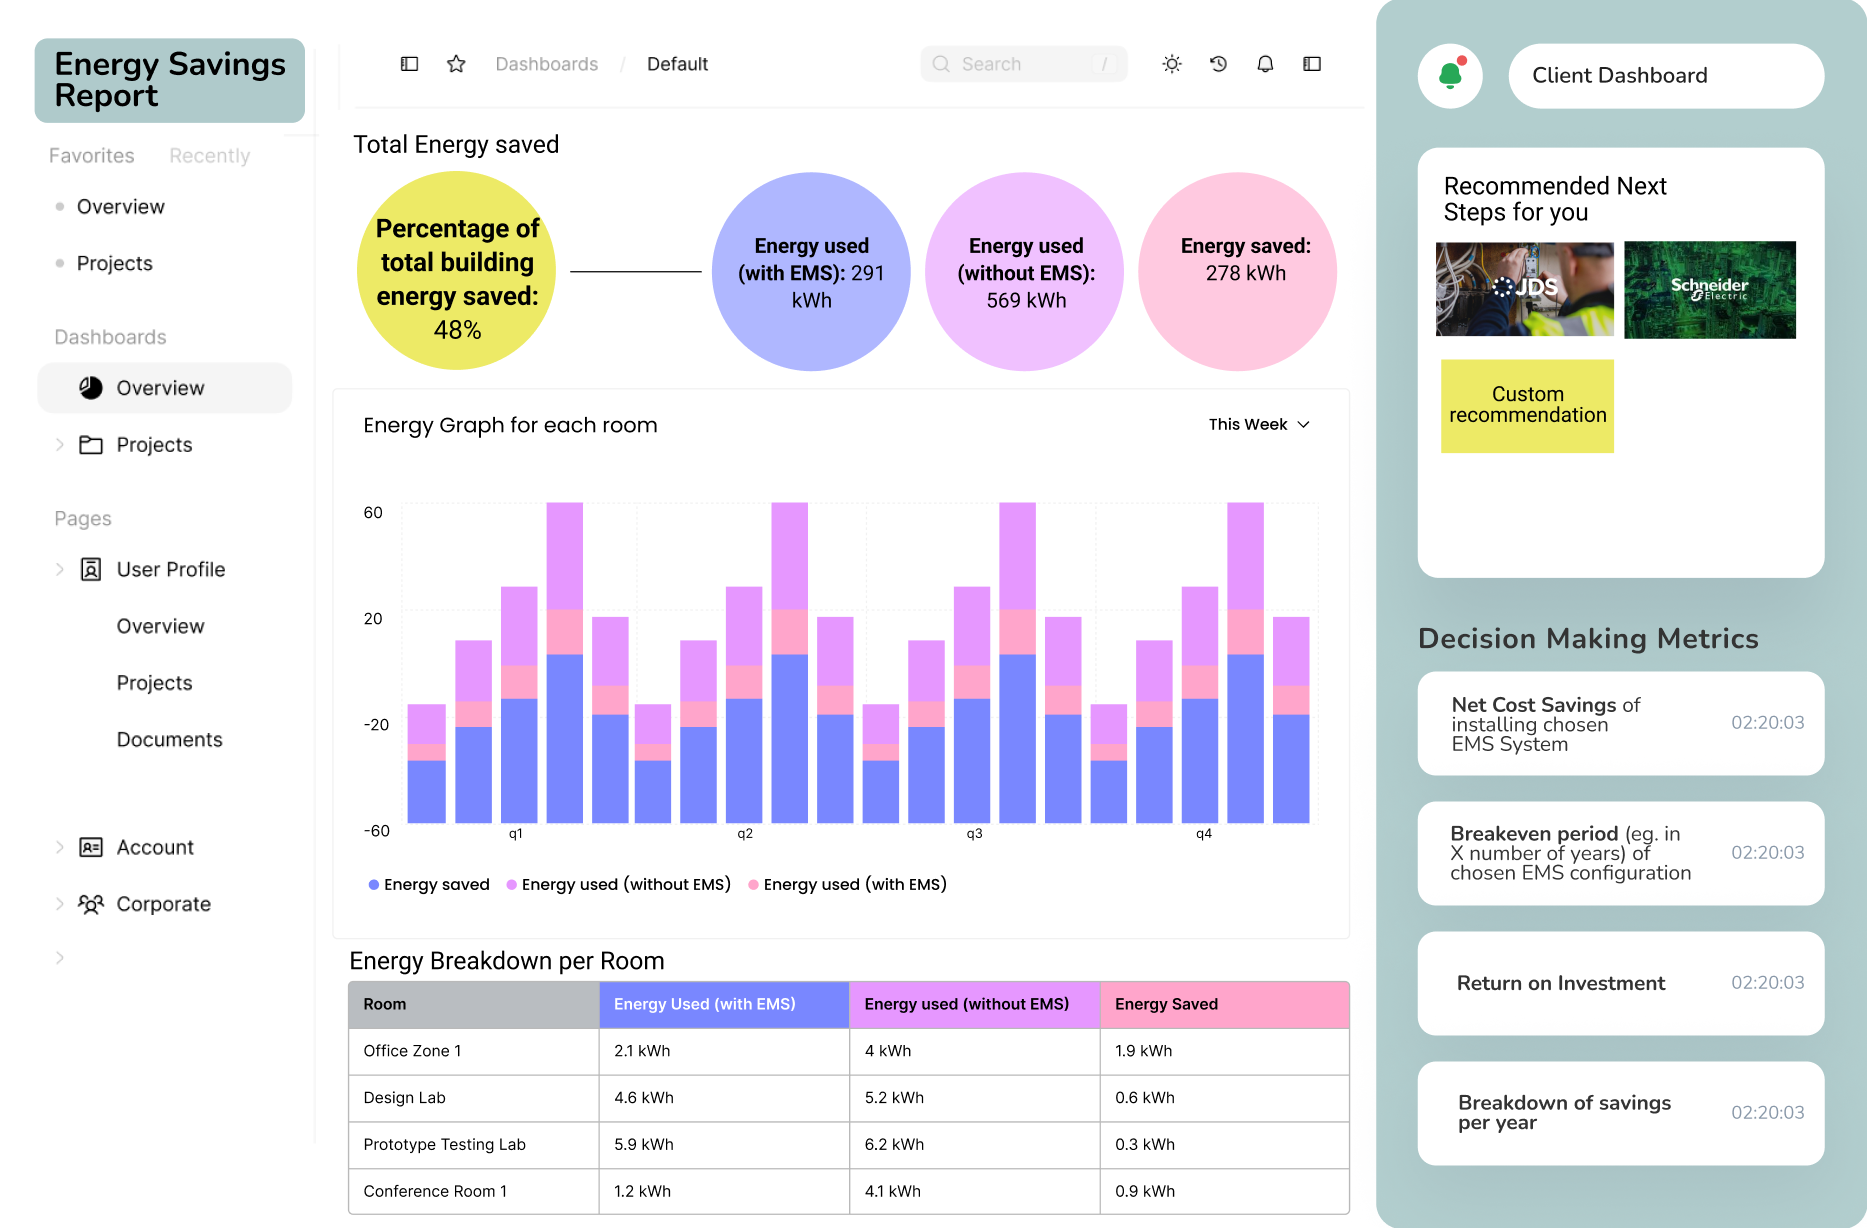 Energy Savings
Report
Favorites Recently
Overview
Projects
Dashboards
Overview
Projects
Pages
User Profile
Overview
Projects
Documents
Account
Corporate
Dashboards / Default
Search /
Total Energy saved
Percentage of
total building
energy saved:
48%
Energy used
(with EMS): 291
kWh
Energy used
(without EMS):
569 kWh
Energy saved:
278 kWh
Energy Graph for each room
This Week
60
20
-20
-60
q1 q2 q3 q4
Energy saved Energy used (without EMS) Energy used (with EMS)
Energy Breakdown per Room
Room Energy Used (with EMS) Energy used (without EMS) Energy Saved
Office Zone 1 2.1 kWh 4 kWh 1.9 kWh
Design Lab 4.6 kWh 5.2 kWh 0.6 kWh
Prototype Testing Lab 5.9 kWh 6.2 kWh 0.3 kWh
Conference Room 1 1.2 kWh 4.1 kWh 0.9 kWh
Client Dashboard
Recommended Next
Steps for you
JDS
Schneider
Electric
Custom
recommendation
Decision Making Metrics
Net Cost Savings of
installing chosen
EMS System
02:20:03
Breakeven period (eg. in
X number of years) of
chosen EMS configuration
02:20:03
Return on Investment
02:20:03
Breakdown of savings
per year
02:20:03